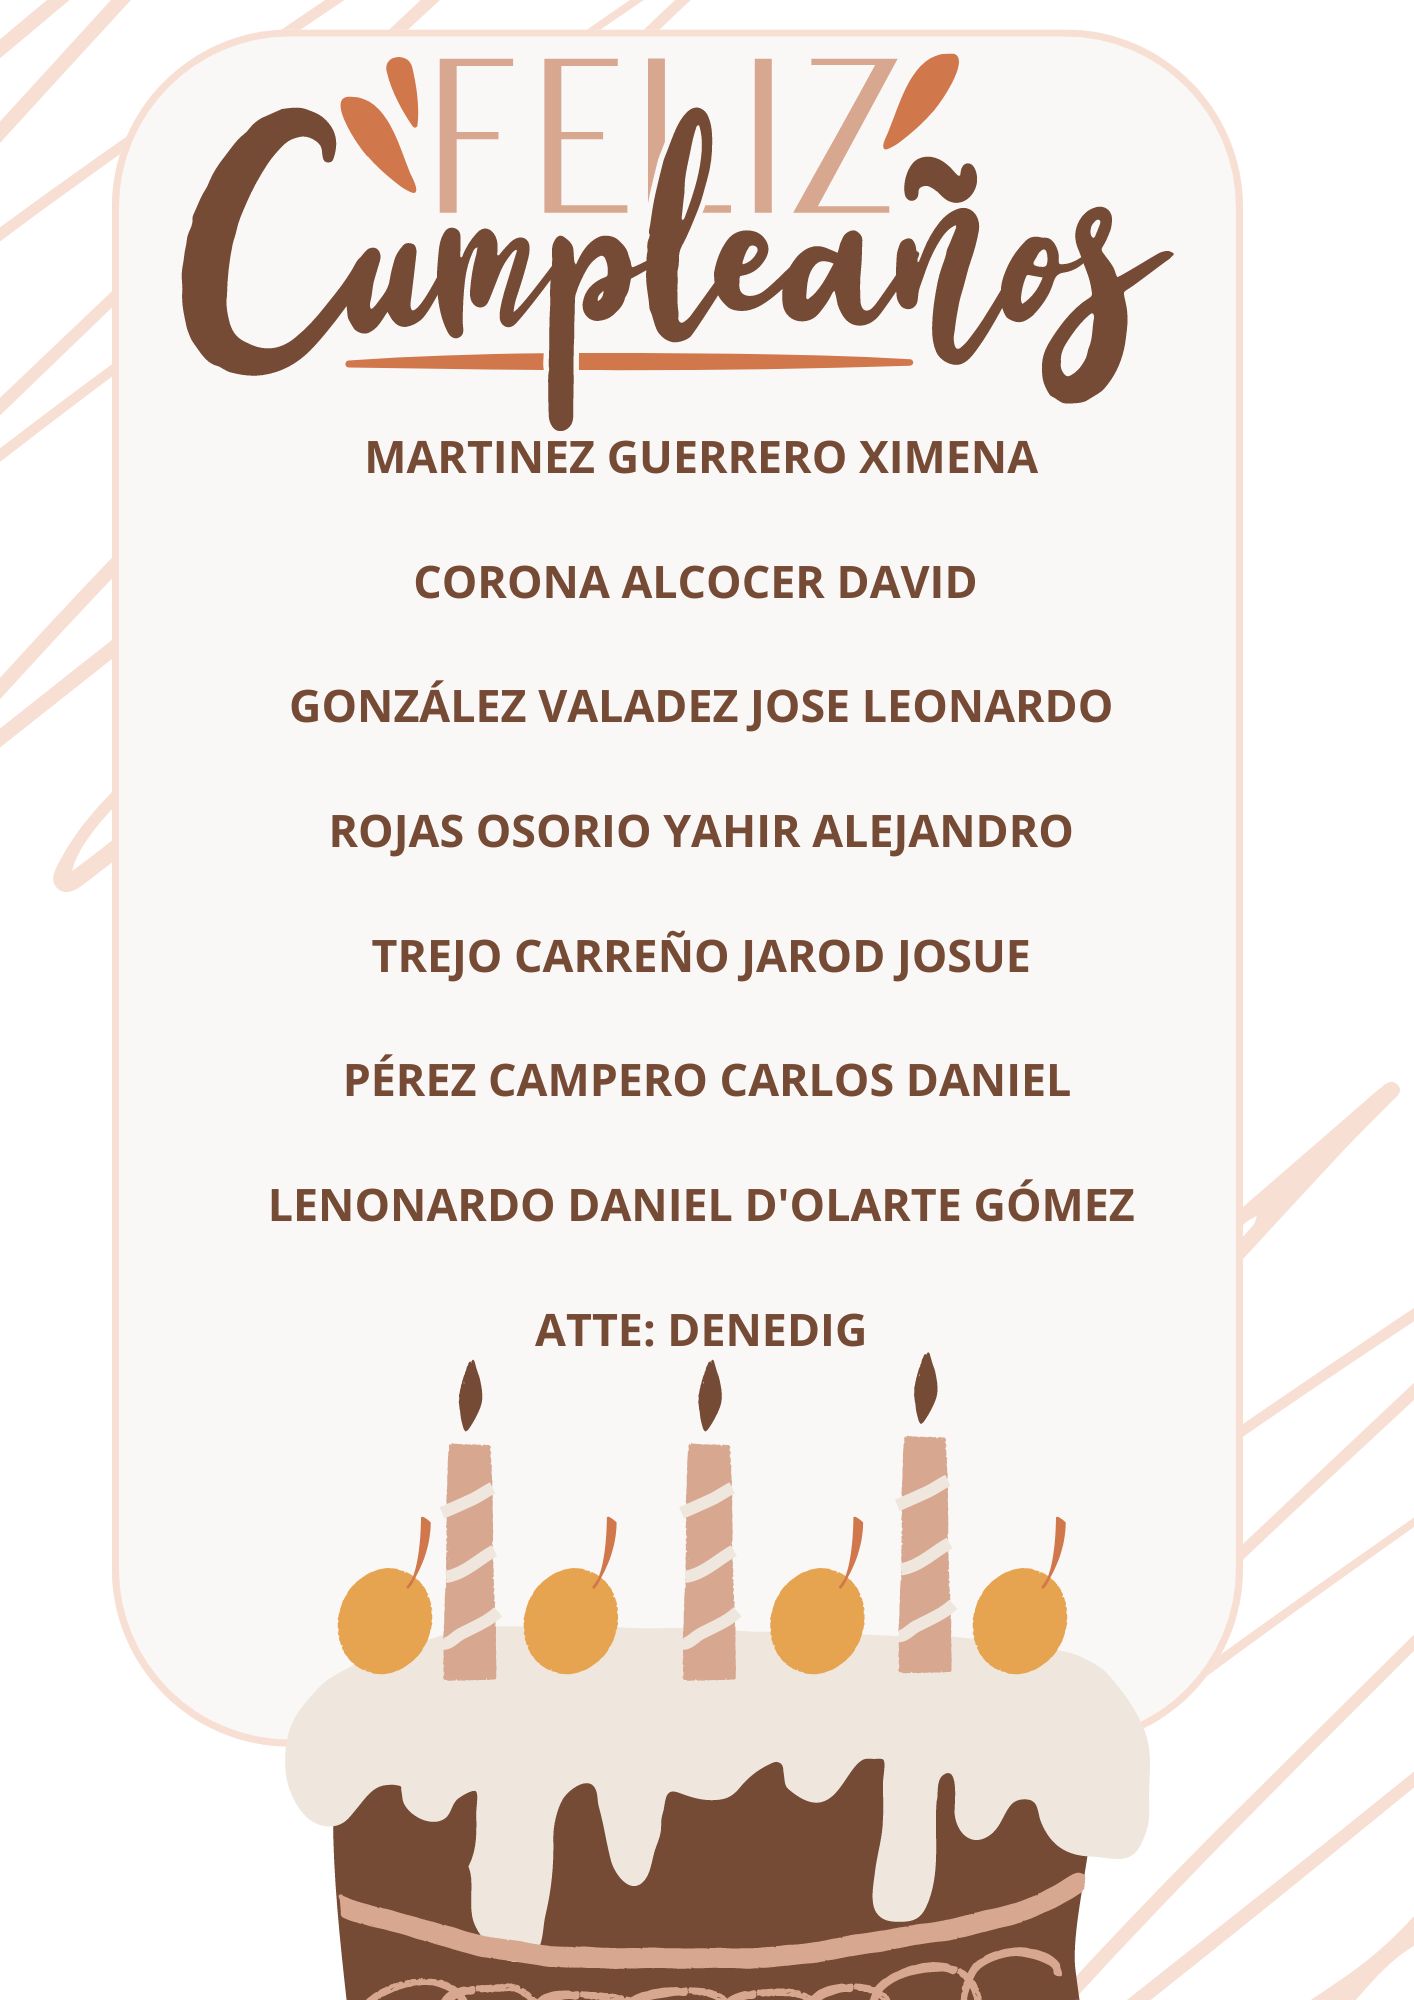 FELIZ
Cumpleaños
MARTINEZ GUERRERO XIMENA
CORONA ALCOCER DAVID
GONZÁLEZ VALADEZ JOSE LEONARDO
ROJAS OSORIO YAHIR ALEJANDRO
TREJO CARREÑO JAROD JOSUE
PÉREZ CAMPERO CARLOS DANIEL
LENONARDO DANIEL D'OLARTE GÓMEZ
ATTE: DENEDIG